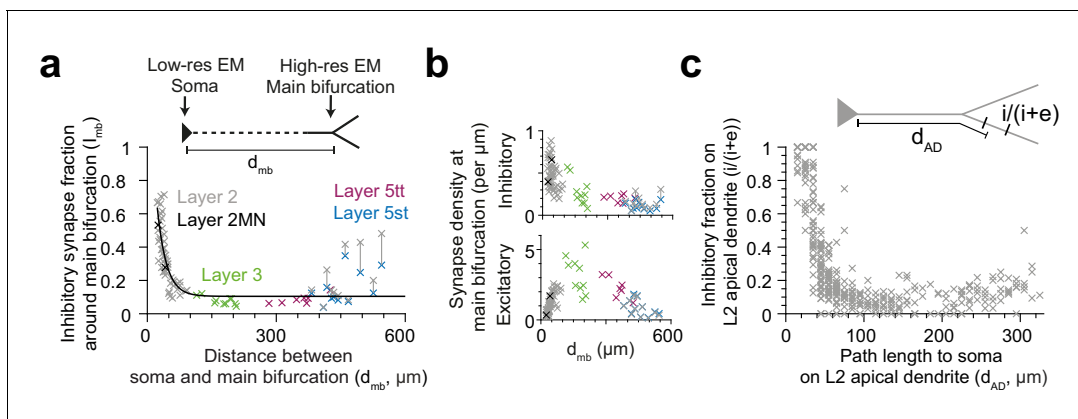 a
Low-res EM
Soma
High-res EM
Main bifurcation
d_mb
Inhibitory synapse fraction
around main bifurcation (I_mb)
1
0.8
0.6
0.4
0.2
0
Layer 2
Layer 2MN
Layer 3
Layer 5tt
Layer 5st
0
300
600
Distance between
soma and main bifurcation (d_mb, µm)
b
Synapse density at
main bifurcation (per µm)
Inhibitory
1
0
Excitatory
5
0
0
600
d_mb (µm)
c
i/(i+e)
d_AD
Inhibitory fraction on
L2 apical dendrite (i/(i+e))
1
0.8
0.6
0.4
0.2
0
0
100
200
300
Path length to soma
on L2 apical dendrite (d_AD, µm)